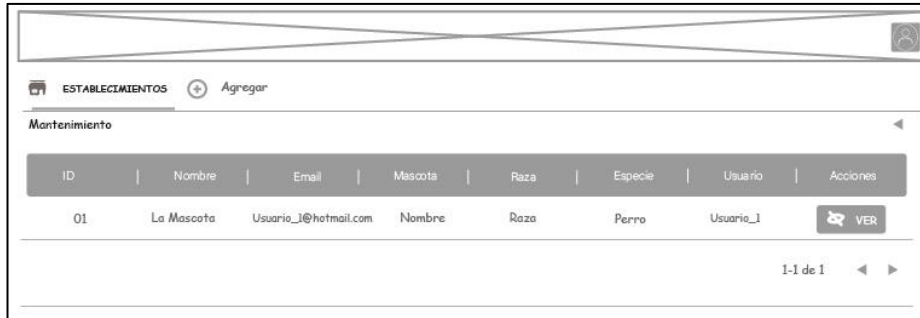 ESTABLECIMIENTOS Agregar
Mantenimiento
ID | Nombre | Email | Mascota | Raza | Especie | Usuario | Acciones
01 La Mascota Usuario_1@hotmail.com Nombre Raza Perro Usuario_1 VER
1-1 de 1